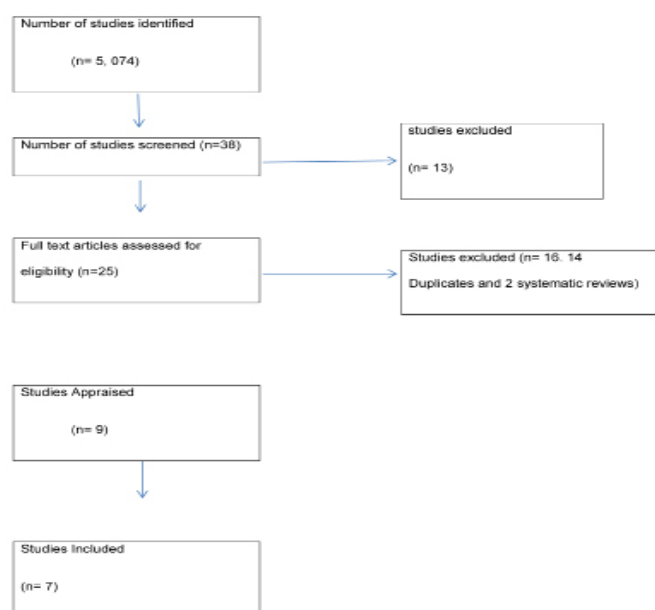 Number of studies identified
(n= 5, 074)
Number of studies screened (n=38)
studies excluded
(n= 13)
Full text articles assessed for
eligibility (n=25)
Studies excluded (n= 16. 14
Duplicates and 2 systematic reviews)
Studies Appraised
(n= 9)
Studies Included
(n= 7)